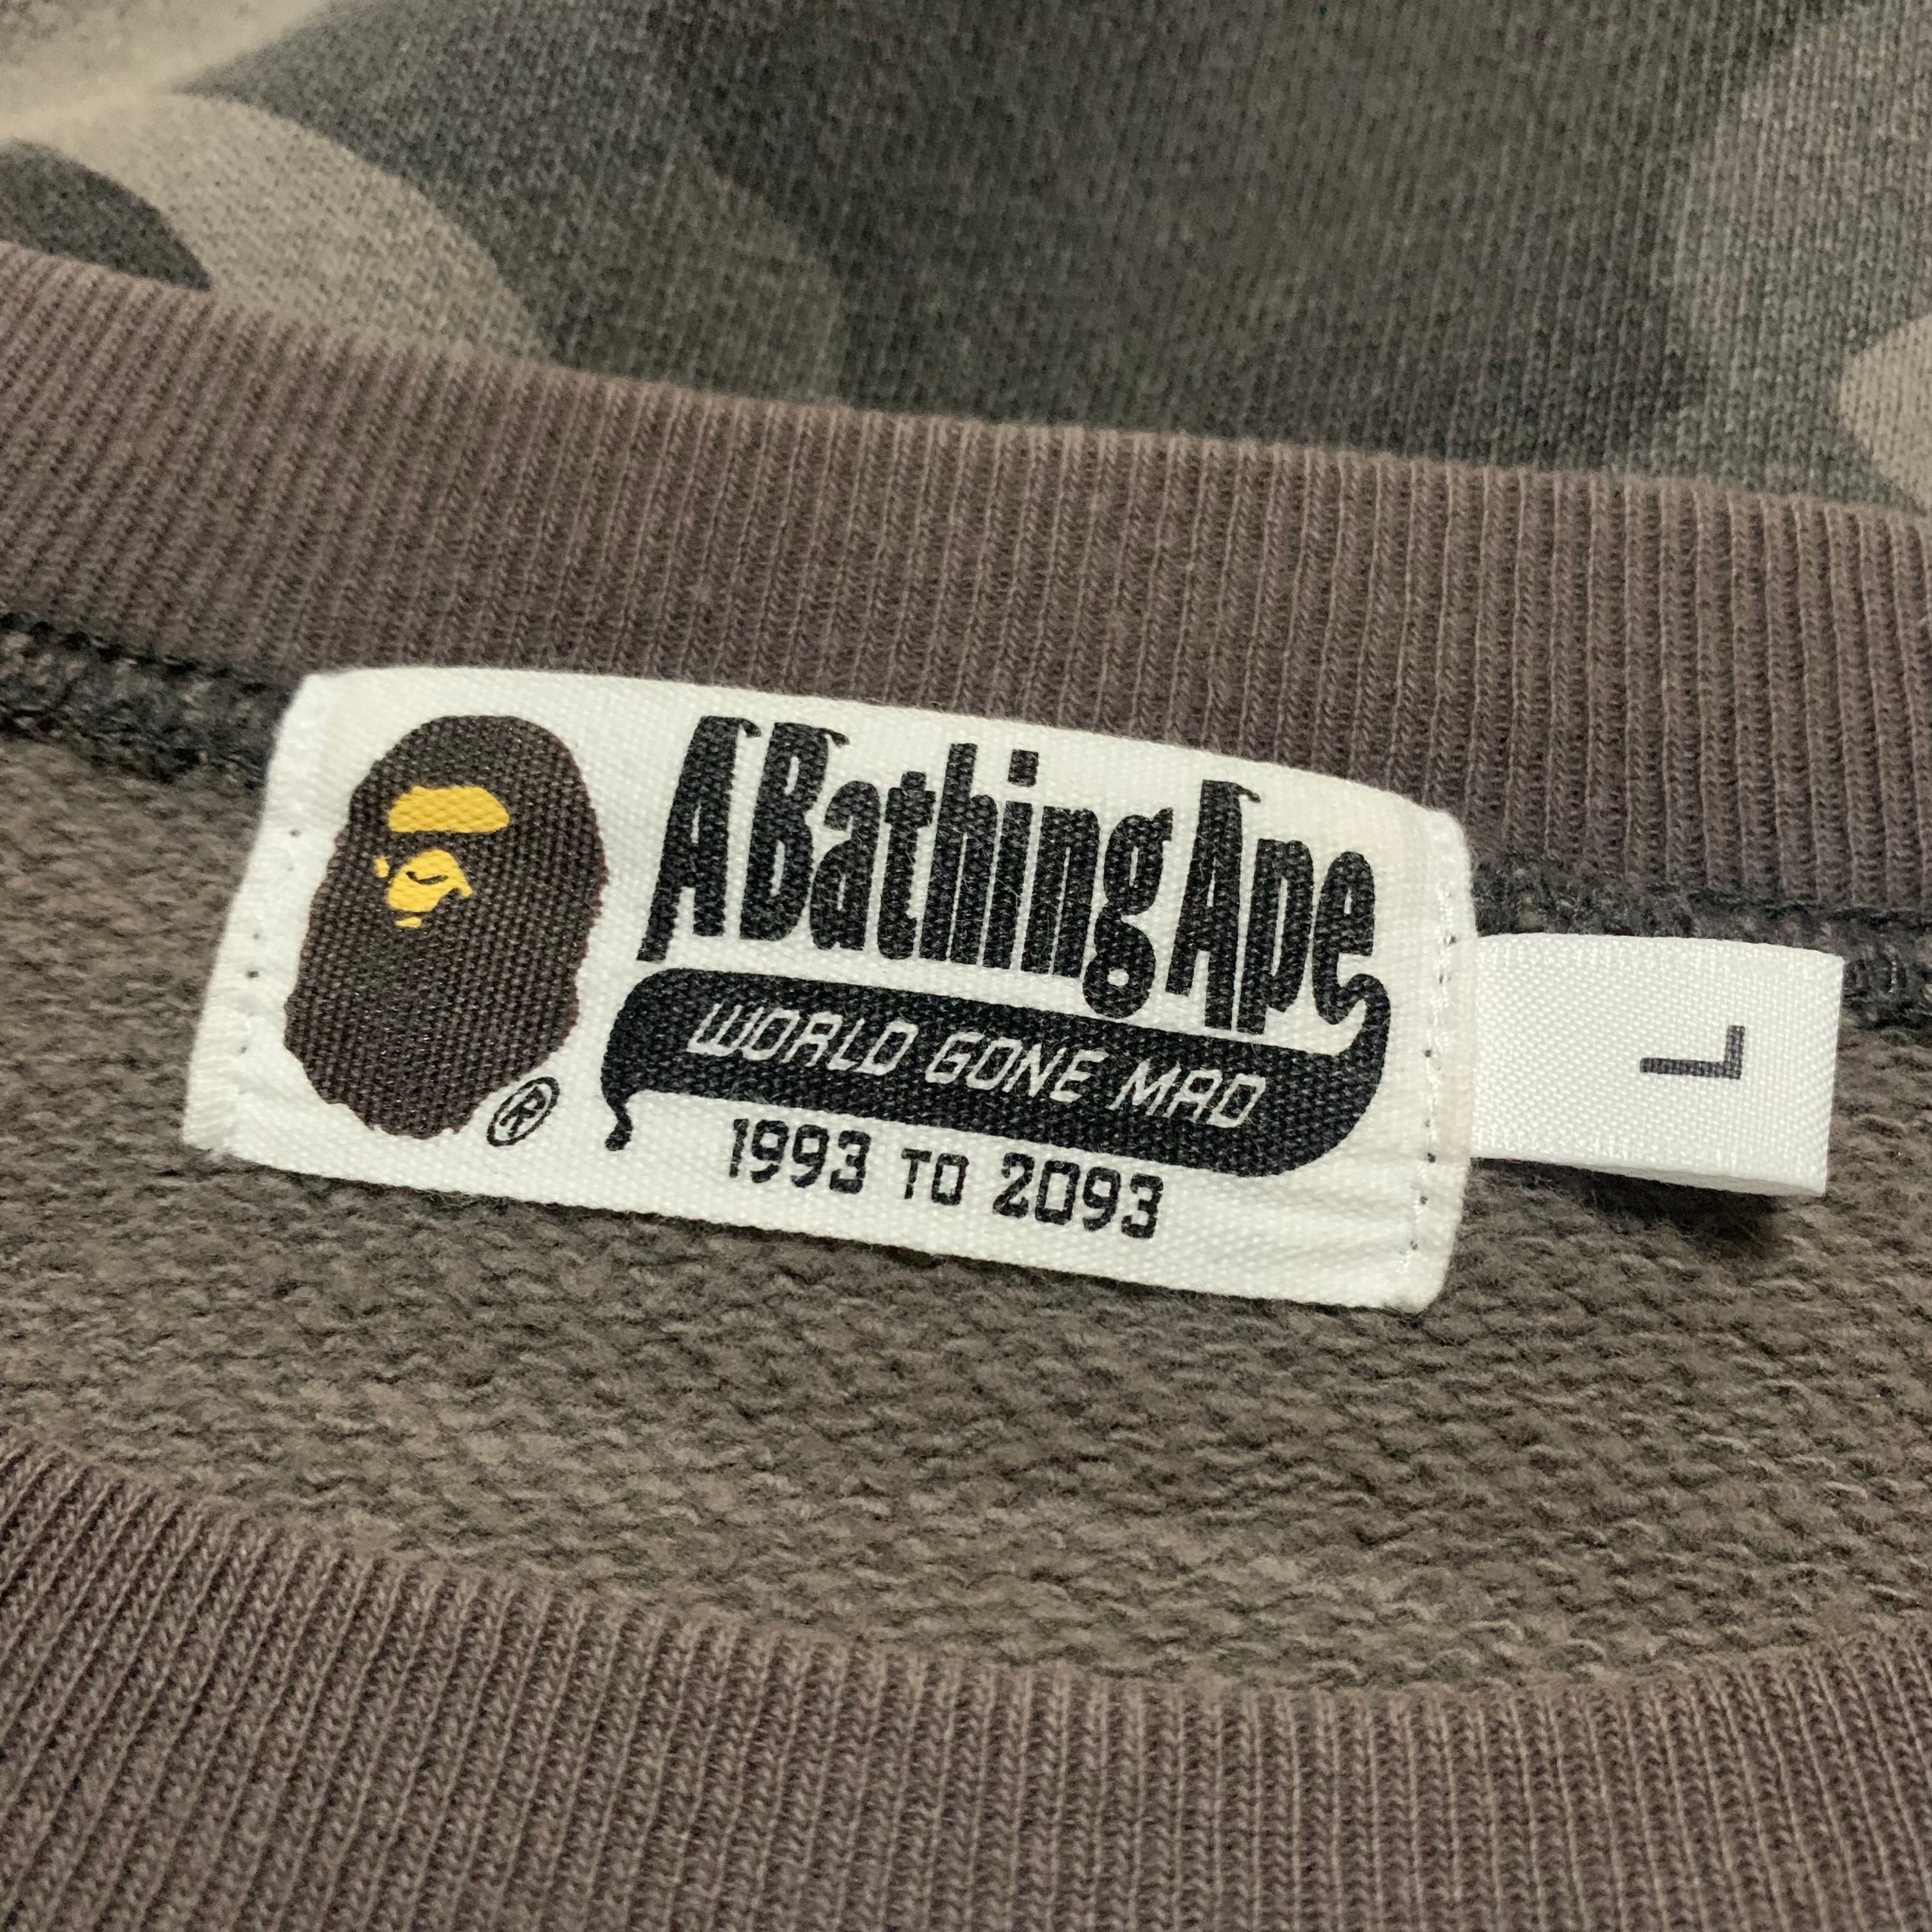 A Bathing Ape
WORLD GONE MAD
1993 TO 2093
®
L